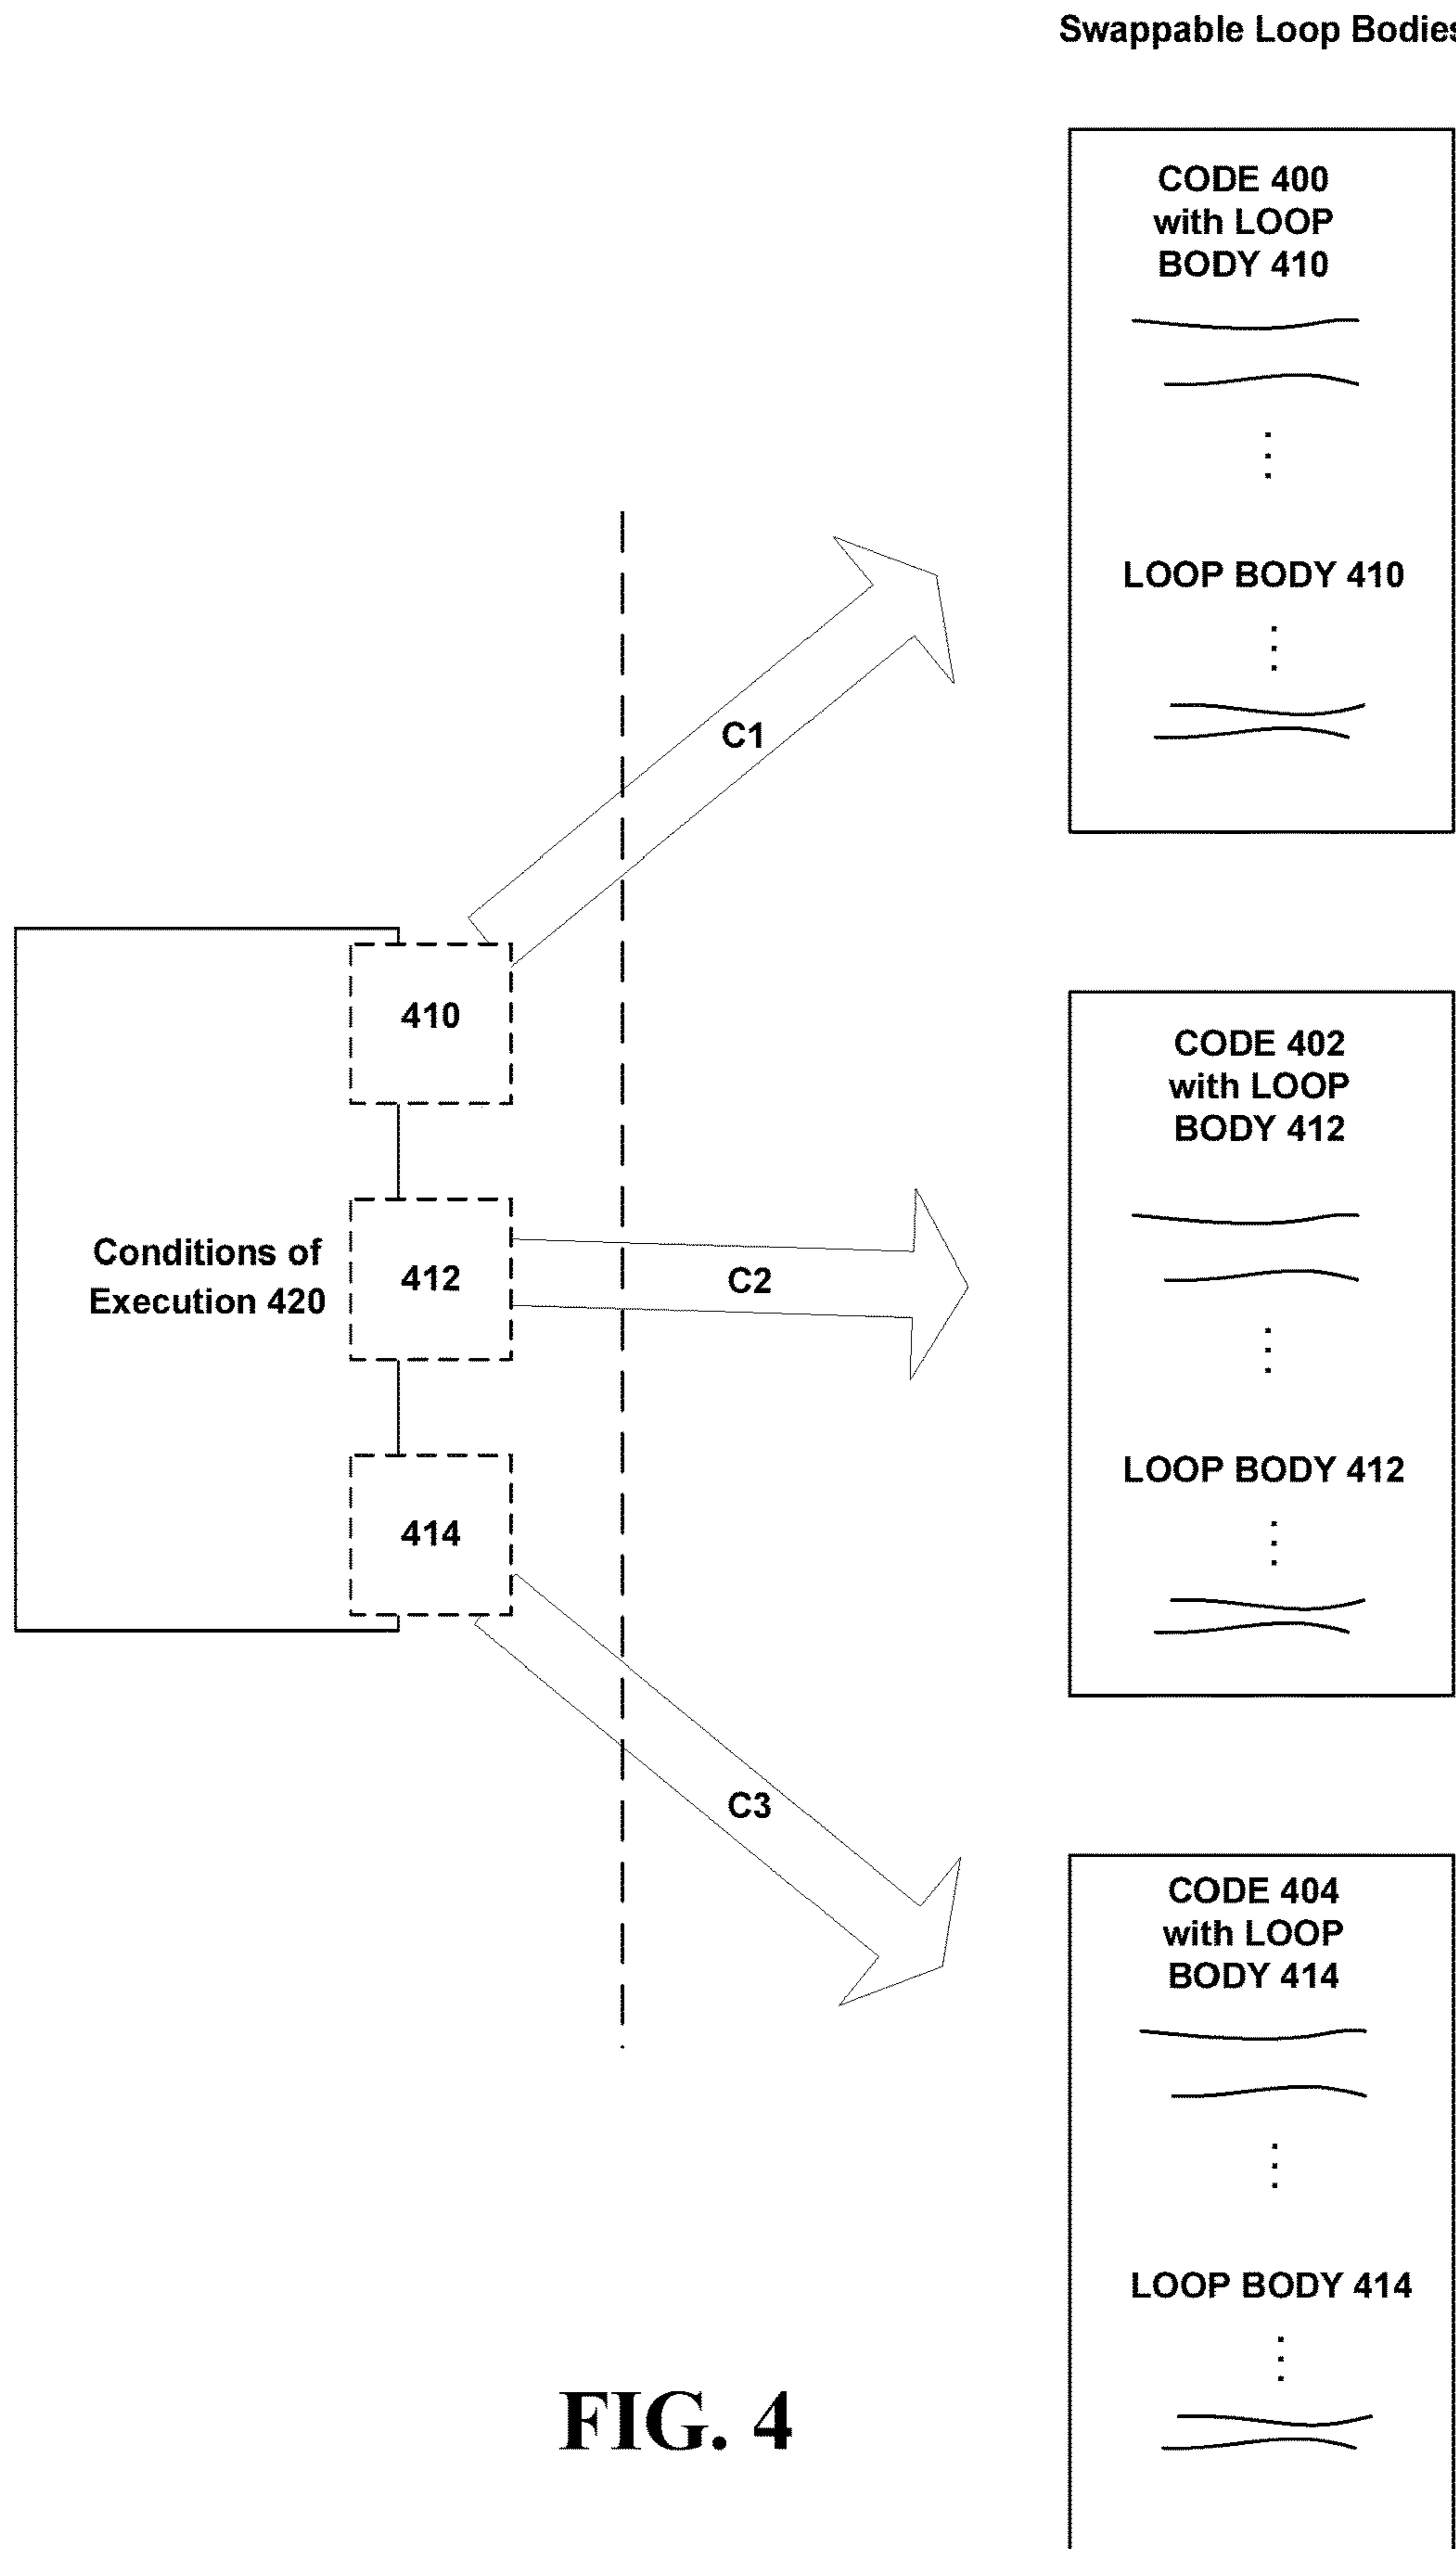 Swappable Loop Bodies
CODE 400
with LOOP
BODY 410
LOOP BODY 410
C1
410
Conditions of
Execution 420
412
C2
CODE 402
with LOOP
BODY 412
LOOP BODY 412
414
C3
CODE 404
with LOOP
BODY 414
LOOP BODY 414
FIG. 4